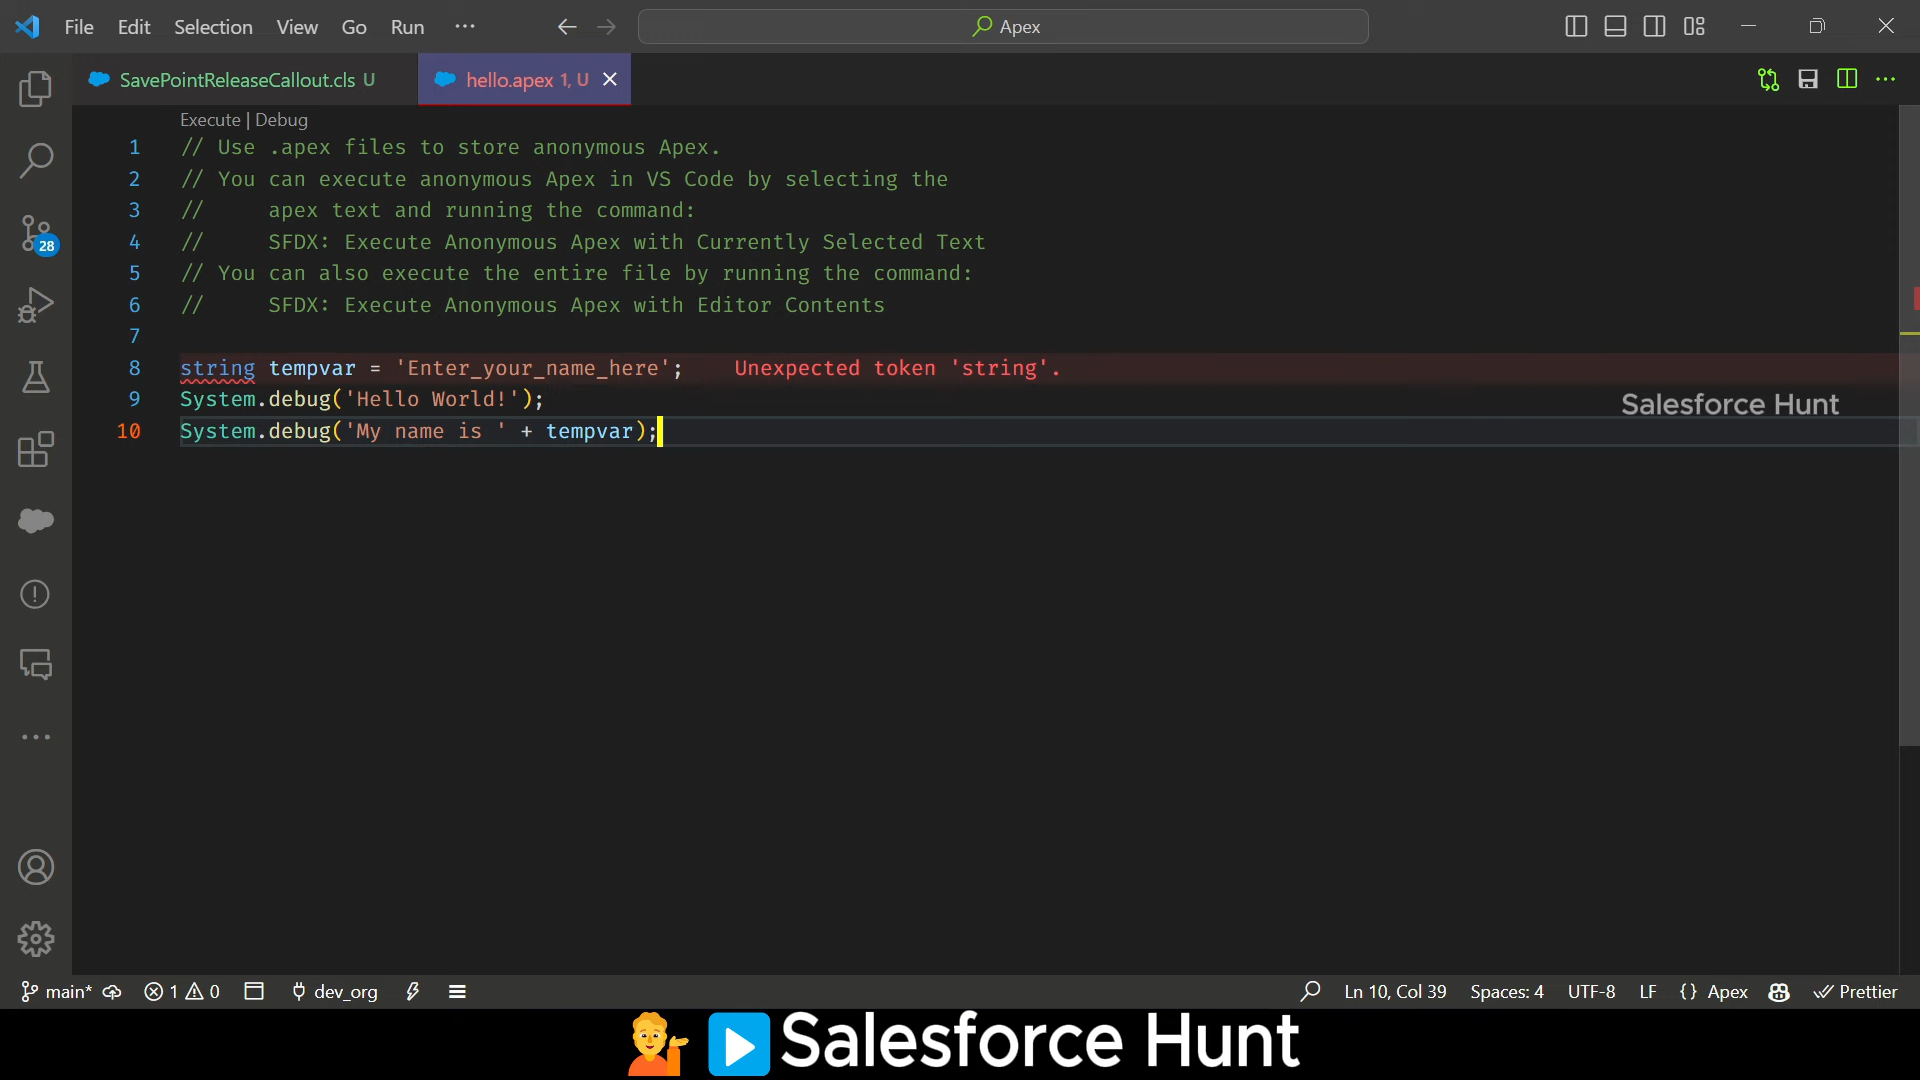 File Edit Selection View Go Run ··· Apex
SavePointReleaseCallout.cls U hello.apex 1, U
Execute | Debug
1 // Use .apex files to store anonymous Apex.
2 // You can execute anonymous Apex in VS Code by selecting the
3 //     apex text and running the command:
4 //     SFDX: Execute Anonymous Apex with Currently Selected Text
5 // You can also execute the entire file by running the command:
6 //     SFDX: Execute Anonymous Apex with Editor Contents
7
8 string tempvar = 'Enter_your_name_here';    Unexpected token 'string'.
9 System.debug('Hello World!');
Salesforce Hunt
10 System.debug('My name is ' + tempvar);
28
main* 1 0 dev_org Ln 10, Col 39 Spaces: 4 UTF-8 LF {} Apex Prettier
Salesforce Hunt